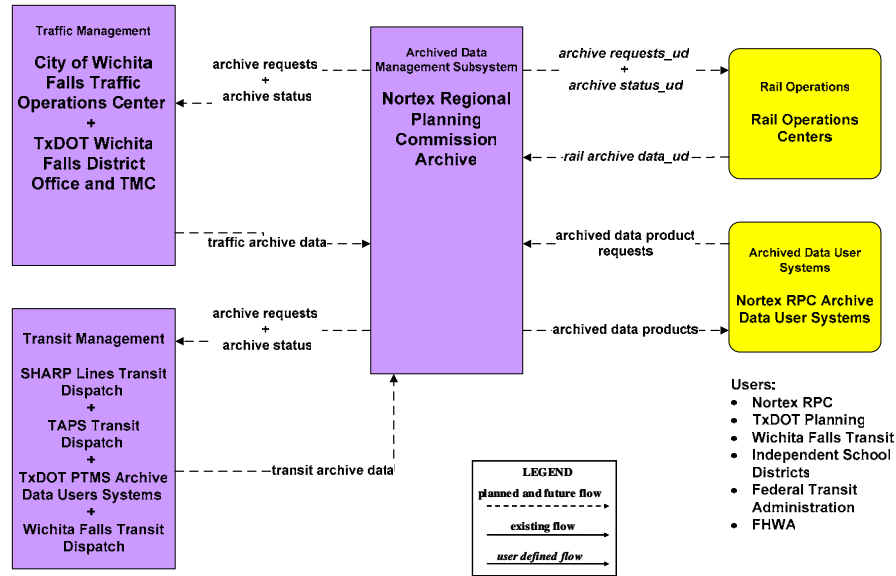 Traffic Management
City of Wichita
Falls Traffic
Operations Center
+
TxDOT Wichita
Falls District
Office and TMC
archive requests
+
archive status
traffic archive data
Transit Management
SHARP Lines Transit
Dispatch
+
TAPS Transit
Dispatch
+
TxDOT PTMS Archive
Data Users Systems
+
Wichita Falls Transit
Dispatch
archive requests
+
archive status
transit archive data
Archived Data
Management Subsystem
Nortex Regional
Planning
Commission
Archive
archive requests_ud
+
archive status_ud
rail archive data_ud
archived data product
requests
archived data products
Rail Operations
Rail Operations
Centers
Archived Data User
Systems
Nortex RPC Archive
Data User Systems
Users:
• Nortex RPC
• TxDOT Planning
• Wichita Falls Transit
• Independent School
Districts
• Federal Transit
Administration
• FHWA
LEGEND
planned and future flow
existing flow
user defined flow